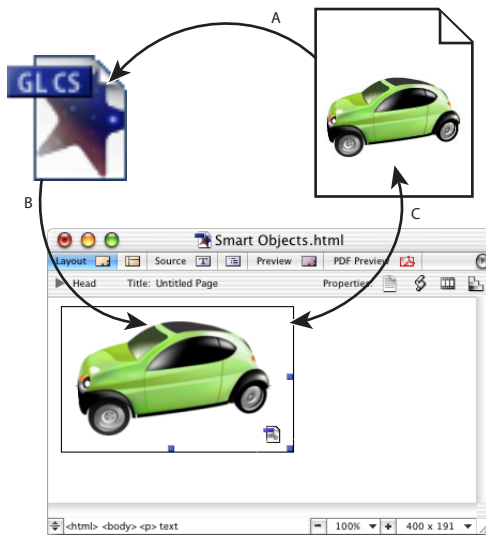 A
GL CS
B
C
Smart Objects.html
Layout Source Preview PDF Preview
Head Title: Untitled Page Properties:
<html> <body> <p> text 100% 400 x 191